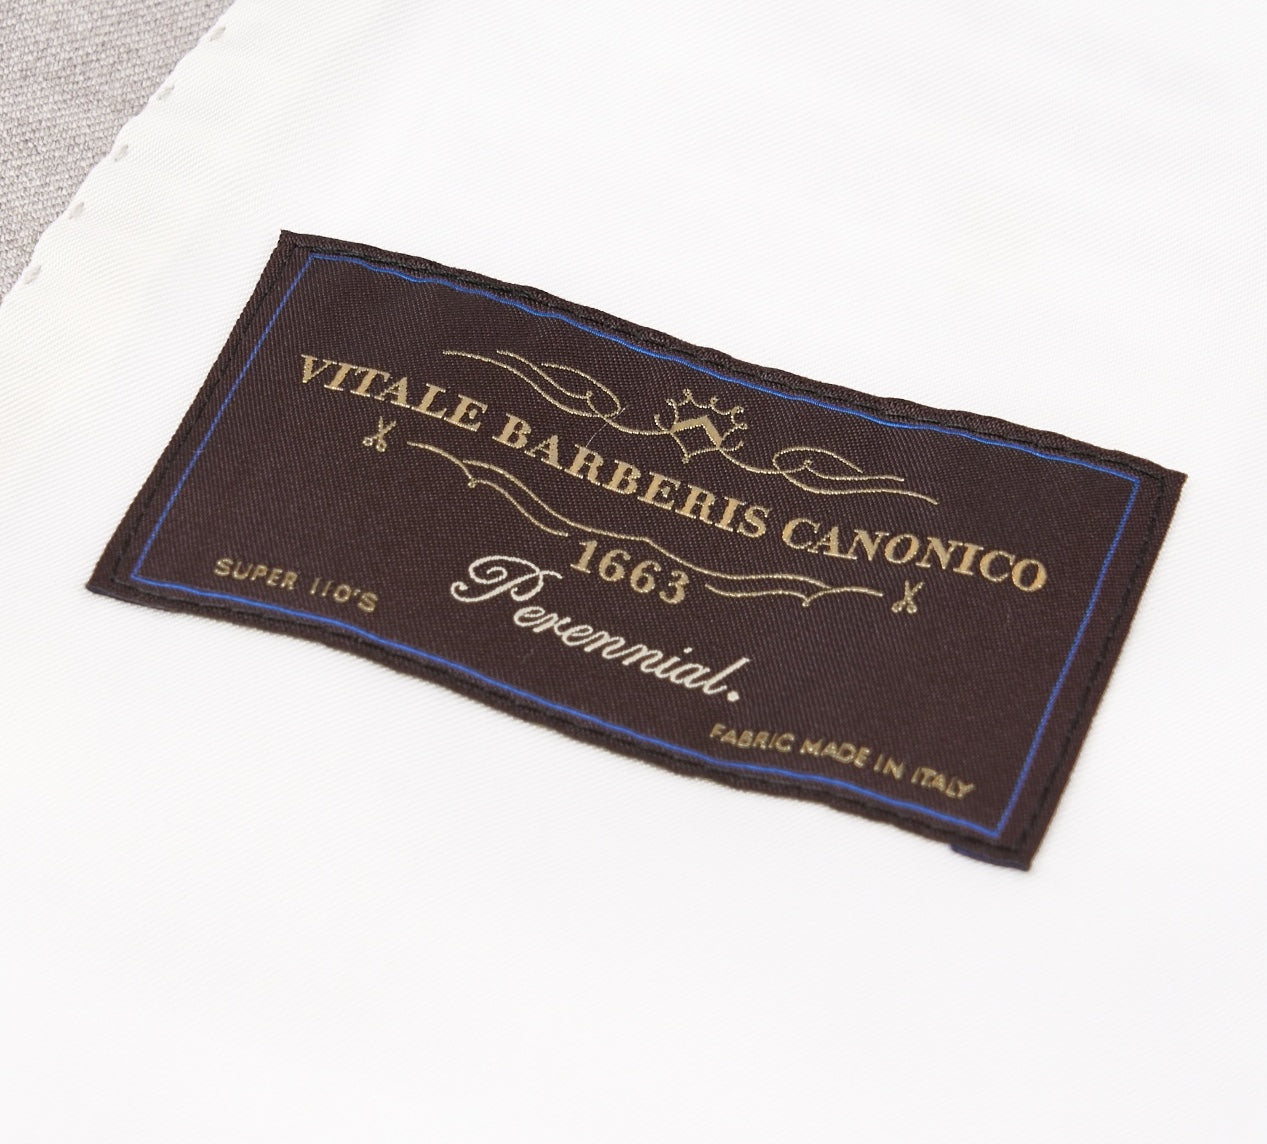 VITALE BARBERIS CANONICO
1663
Perennial.
SUPER 110'S
FABRIC MADE IN ITALY